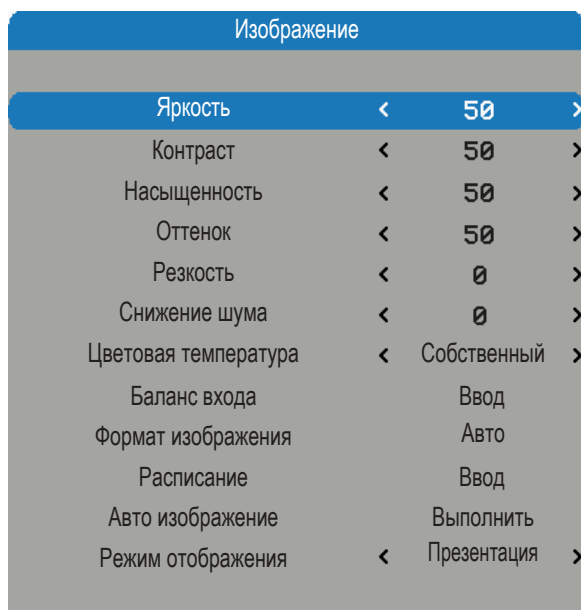 Изображение
Яркость < 50 >
Контраст < 50 >
Насыщенность < 50 >
Оттенок < 50 >
Резкость < 0 >
Снижение шума < 0 >
Цветовая температура < Собственный >
Баланс входа Ввод
Формат изображения Авто
Расписание Ввод
Авто изображение Выполнить
Режим отображения < Презентация >